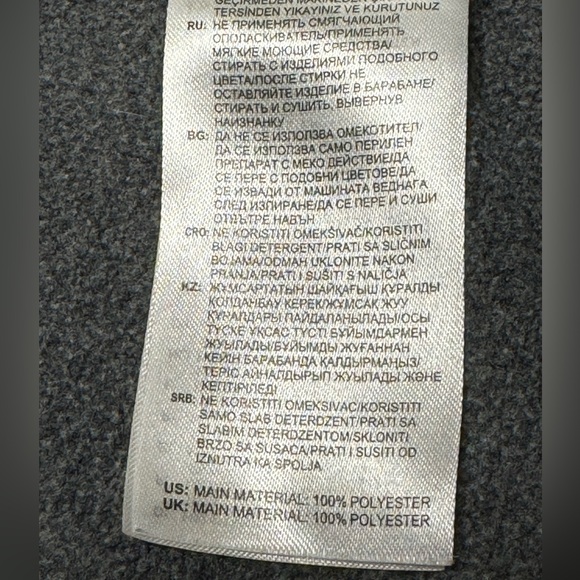 TERSİNDEN YIKAYINIZ VE KURUTUNUZ
RU: НЕ ПРИМЕНЯТЬ СМЯГЧАЮЩИЙ
ОПОЛАСКИВАТЕЛЬ/ПРИМЕНЯТЬ
МЯГКИЕ МОЮЩИЕ СРЕДСТВА/
СТИРАТЬ С ИЗДЕЛИЯМИ ПОДОБНОГО
ЦВЕТА/ПОСЛЕ СТИРКИ НЕ
ОСТАВЛЯЙТЕ ИЗДЕЛИЕ В БАРАБАНЕ/
СТИРАТЬ И СУШИТЬ, ВЫВЕРНУВ
НАИЗНАНКУ
BG: ДА НЕ СЕ ИЗПОЛЗВА ОМЕКОТИТЕЛ/
ДА СЕ ИЗПОЛЗВА САМО ПЕРИЛЕН
ПРЕПАРАТ С МЕКО ДЕЙСТВИЕ/ДА
СЕ ПЕРЕ С ПОДОБНИ ЦВЕТОВЕ/ДА
СЕ ИЗВАДИ ОТ МАШИНАТА ВЕДНАГА
СЛЕД ИЗПИРАНЕ/ДА СЕ ПЕРЕ И СУШИ
ОТВЪТРЕ НАВЪН
CRO: NE KORISTITI OMEKŠIVAČ/KORISTITI
BLAGI DETERGENT/PRATI SA SLIČNIM
BOJAMA/ODMAH UKLONITE NAKON
PRANJA/PRATI I SUŠITI S NALIČJA
KZ: ЖҰМСАРТАТЫН ШАЙҚАҒЫШ ҚҰРАЛДЫ
ҚОЛДАНБАУ КЕРЕК/ЖҰМСАҚ ЖУУ
ҚҰРАЛДАРЫ ПАЙДАЛАНЫЛАДЫ/ОСЫ
ТҮСКЕ ҰҚСАС ТҮСТІ БҰЙЫМДАРМЕН
ЖУЫЛАДЫ/БҰЙЫМДЫ ЖУҒАННАН
КЕЙІН БАРАБАНДА ҚАЛДЫРМАҢЫЗ/
ТЕРІС АЙНАЛДЫРЫП ЖУЫЛАДЫ ЖӘНЕ
КЕПТІРІЛЕДІ
SRB: NE KORISTITI OMEKSIVAC/KORISTITI
SAMO SLAB DETERDZENT/PRATI SA
SLABIM DETERDZENTOM/SKLONITI
BRZO SA SUSACA/PRATI I SUSITI OD
IZNUTRA KA SPOLJA
US: MAIN MATERIAL: 100% POLYESTER
UK: MAIN MATERIAL: 100% POLYESTER